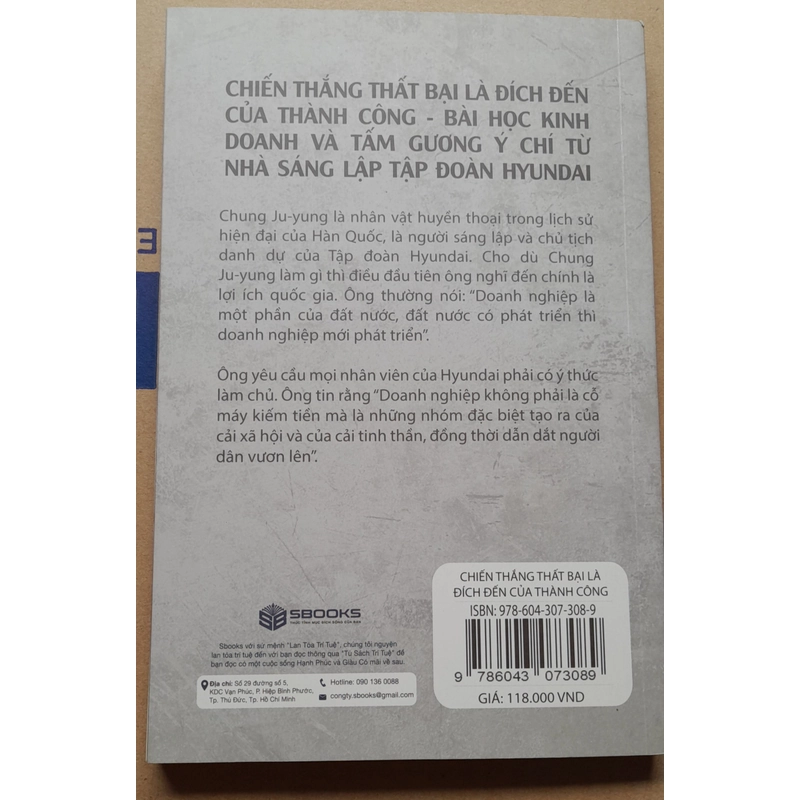 CHIẾN THẮNG THẤT BẠI LÀ ĐÍCH ĐẾN
CỦA THÀNH CÔNG - BÀI HỌC KINH
DOANH VÀ TẤM GƯƠNG Ý CHÍ TỪ
NHÀ SÁNG LẬP TẬP ĐOÀN HYUNDAI
Chung Ju-yung là nhân vật huyền thoại trong lịch sử
hiện đại của Hàn Quốc, là người sáng lập và chủ tịch
danh dự của Tập đoàn Hyundai. Cho dù Chung
Ju-yung làm gì thì điều đầu tiên ông nghĩ đến chính là
lợi ích quốc gia. Ông thường nói: “Doanh nghiệp là
một phần của đất nước, đất nước có phát triển thì
doanh nghiệp mới phát triển”.
Ông yêu cầu mọi nhân viên của Hyundai phải có ý thức
làm chủ. Ông tin rằng “Doanh nghiệp không phải là cỗ
máy kiếm tiền mà là những nhóm đặc biệt tạo ra của
cải xã hội và của cải tinh thần, đồng thời dẫn dắt người
dân vươn lên”.
SBOOKS
Sbooks với sứ mệnh "Lan Tỏa Trí Tuệ", chúng tôi nguyện
lan tỏa trí tuệ đến với bạn đọc thông qua "Tủ Sách Trí Tuệ" để
bạn đọc có một cuộc sống Hạnh Phúc và Giàu Có mãi về sau.
Địa chỉ: Số 29 đường số 5,
KDC Vạn Phúc, P. Hiệp Bình Phước,
Tp. Thủ Đức, Tp. Hồ Chí Minh
Hotline: 090 136 0088
congty.sbooks@gmail.com
CHIẾN THẮNG THẤT BẠI LÀ
ĐÍCH ĐẾN CỦA THÀNH CÔNG
ISBN: 978-604-307-308-9
9 786043 073089
GIÁ: 118.000 VND